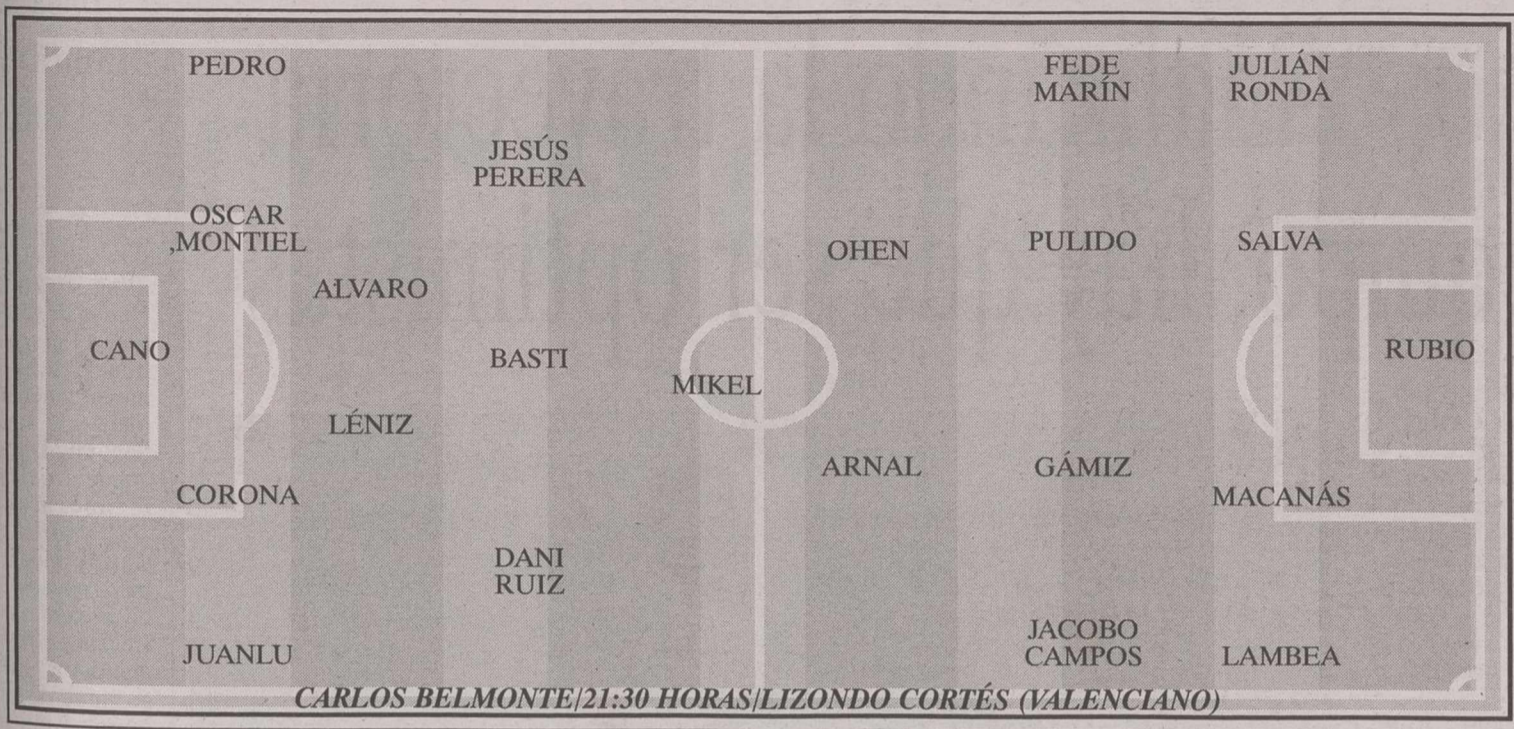 PEDRO
FEDE
MARÍN
JULIÁN
RONDA
JESÚS
PERERA
OSCAR
,MONTIEL
OHEN
PULIDO
SALVA
ALVARO
CANO
BASTI
RUBIO
MIKEL
LÉNIZ
ARNAL
GÁMIZ
CORONA
MACANÁS
DANI
RUIZ
JUANLU
JACOBO
CAMPOS
LAMBEA
CARLOS BELMONTE/21:30 HORAS/LIZONDO CORTÉS (VALENCIANO)